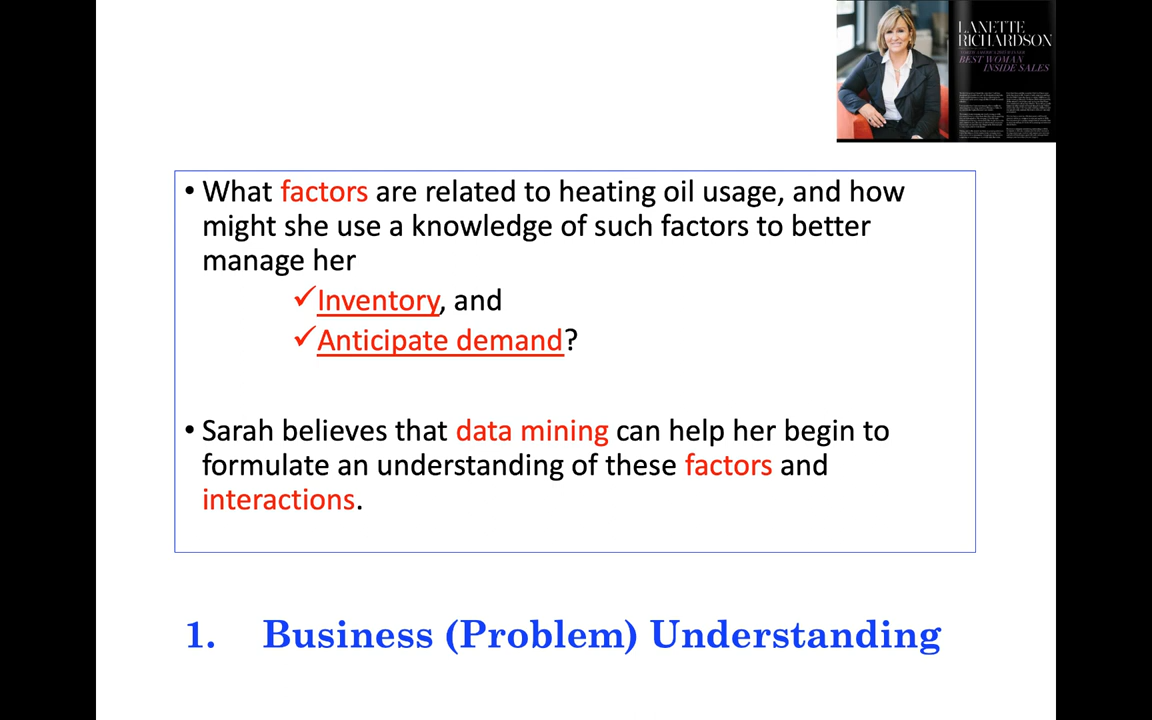 LANETTE
RICHARDSON
BEST WOMAN
INSIDE SALES
• What factors are related to heating oil usage, and how
might she use a knowledge of such factors to better
manage her
✓Inventory, and
✓Anticipate demand?
• Sarah believes that data mining can help her begin to
formulate an understanding of these factors and
interactions.
1. Business (Problem) Understanding